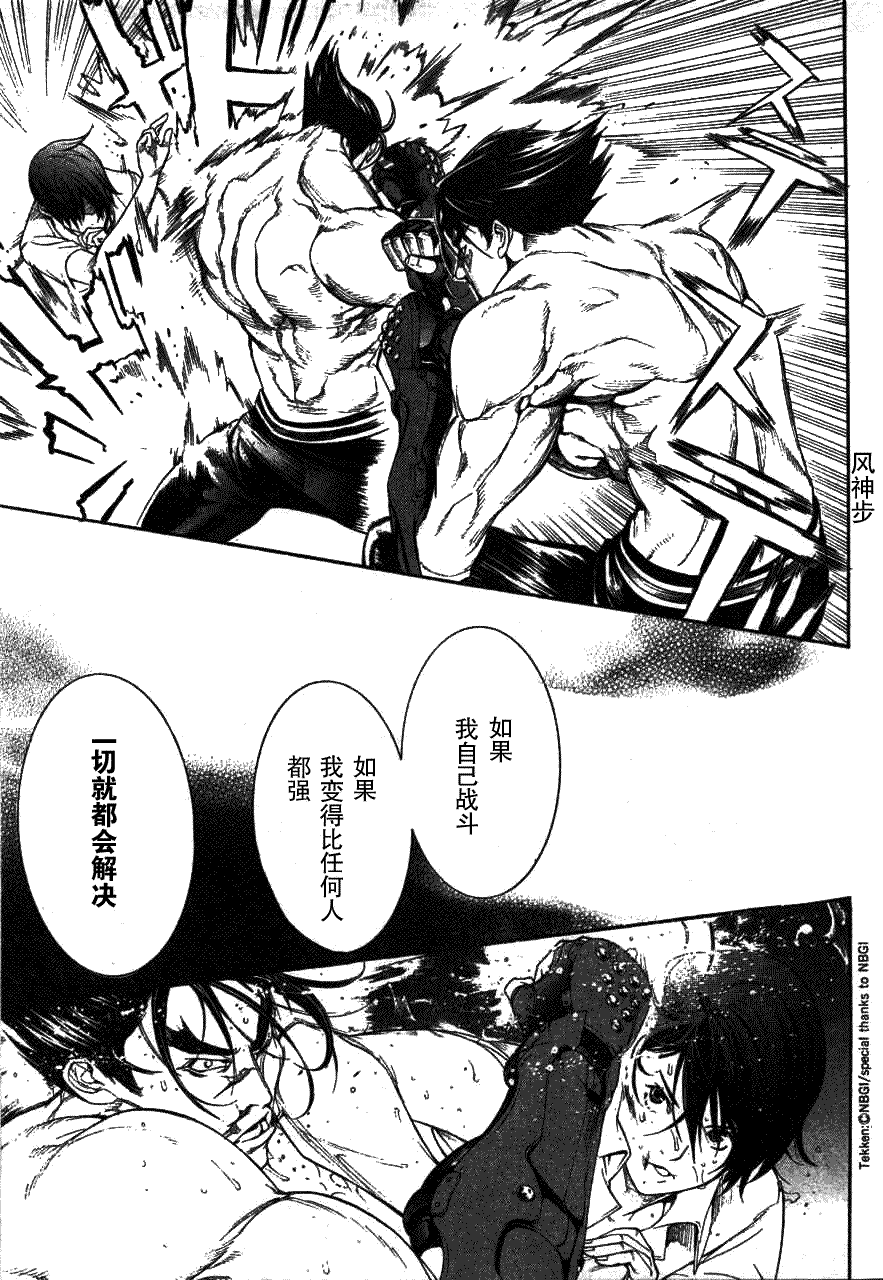 风神步
如果
我自己战斗
如果
我变得比任何人
都强
一切就都会解决
Tekken:©NBGI/special thanks to NBGI